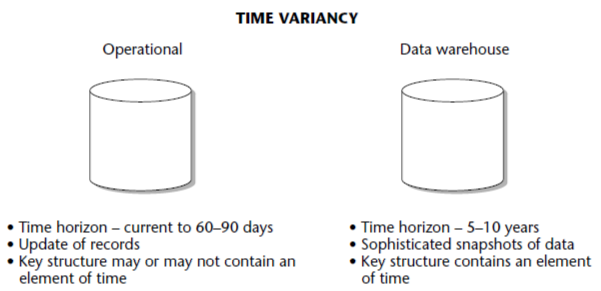 TIME VARIANCY
Operational
Data warehouse
• Time horizon – current to 60–90 days
• Update of records
• Key structure may or may not contain an
element of time
• Time horizon – 5–10 years
• Sophisticated snapshots of data
• Key structure contains an element
of time